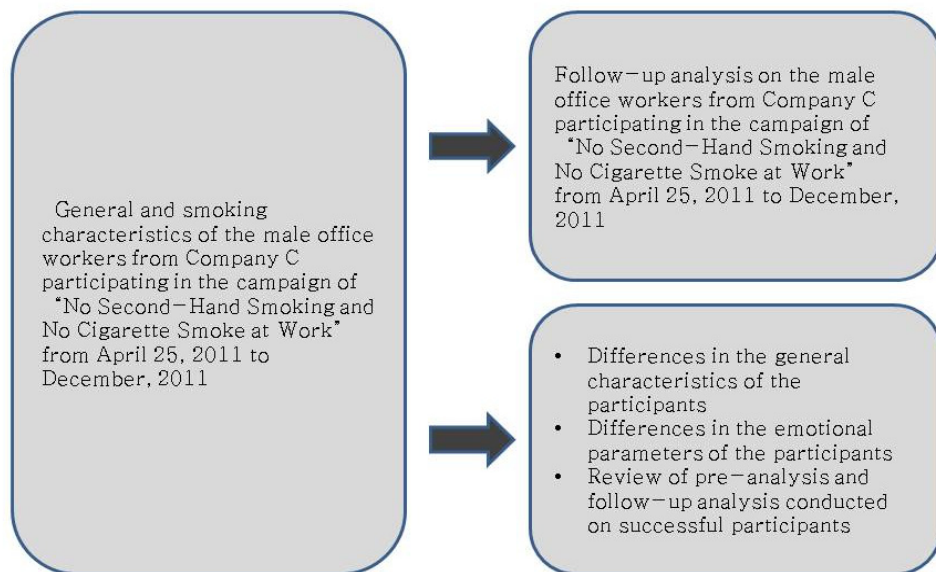 General and smoking
characteristics of the male office
workers from Company C
participating in the campaign of
“No Second-Hand Smoking and
No Cigarette Smoke at Work”
from April 25, 2011 to
December, 2011
Follow-up analysis on the male
office workers from Company C
participating in the campaign of
“No Second-Hand Smoking and
No Cigarette Smoke at Work”
from April 25, 2011 to December,
2011
• Differences in the general
characteristics of the
participants
• Differences in the emotional
parameters of the participants
• Review of pre-analysis and
follow-up analysis conducted
on successful participants